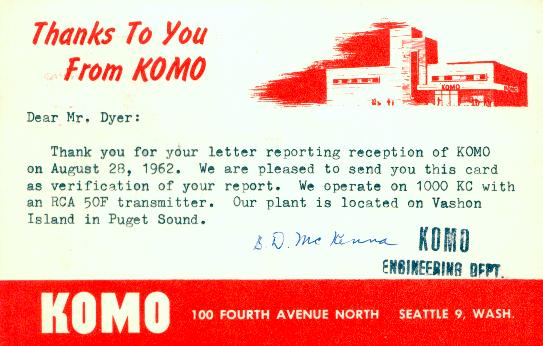 Thanks To You
From KOMO
KOMO
Dear Mr. Dyer:
Thank you for your letter reporting reception of KOMO
on August 28, 1962. We are pleased to send you this card
as verification of your report. We operate on 1000 KC with
an RCA 50F transmitter. Our plant is located on Vashon
Island in Puget Sound.
B. D. McKenna
KOMO
ENGINEERING DEPT.
KOMO 100 FOURTH AVENUE NORTH SEATTLE 9, WASH.